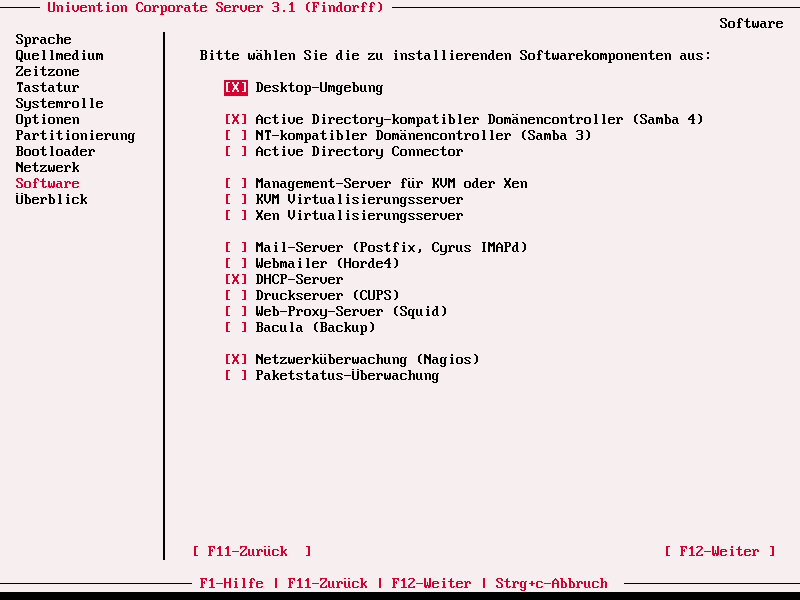 Univention Corporate Server 3.1 (Findorff)
Software
Sprache
Quellmedium
Zeitzone
Tastatur
Systemrolle
Optionen
Partitionierung
Bootloader
Netzwerk
Software
Überblick
Bitte wählen Sie die zu installierenden Softwarekomponenten aus:
[X] Desktop-Umgebung
[X] Active Directory-kompatibler Domänencontroller (Samba 4)
[ ] NT-kompatibler Domänencontroller (Samba 3)
[ ] Active Directory Connector
[ ] Management-Server für KVM oder Xen
[ ] KVM Virtualisierungsserver
[ ] Xen Virtualisierungsserver
[ ] Mail-Server (Postfix, Cyrus IMAPd)
[ ] Webmailer (Horde4)
[X] DHCP-Server
[ ] Druckserver (CUPS)
[ ] Web-Proxy-Server (Squid)
[ ] Bacula (Backup)
[X] Netzwerküberwachung (Nagios)
[ ] Paketstatus-Überwachung
[ F11-Zurück ]
[ F12-Weiter ]
F1-Hilfe | F11-Zurück | F12-Weiter | Strg+c-Abbruch